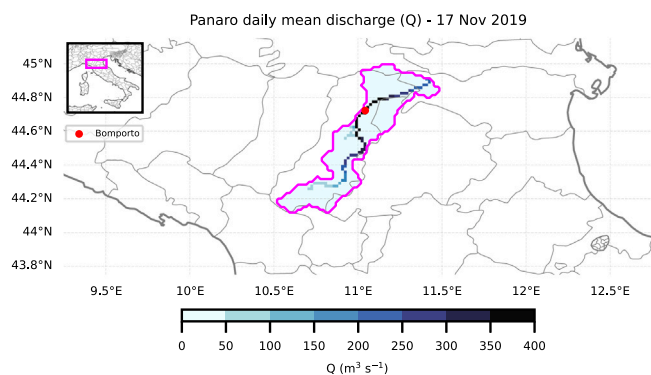 Panaro daily mean discharge (Q) - 17 Nov 2019
45°N
44.8°N
44.6°N
44.4°N
44.2°N
44°N
43.8°N
Bomporto
9.5°E
10°E
10.5°E
11°E
11.5°E
12°E
12.5°E
0 50 100 150 200 250 300 350 400
Q (m³ s⁻¹)